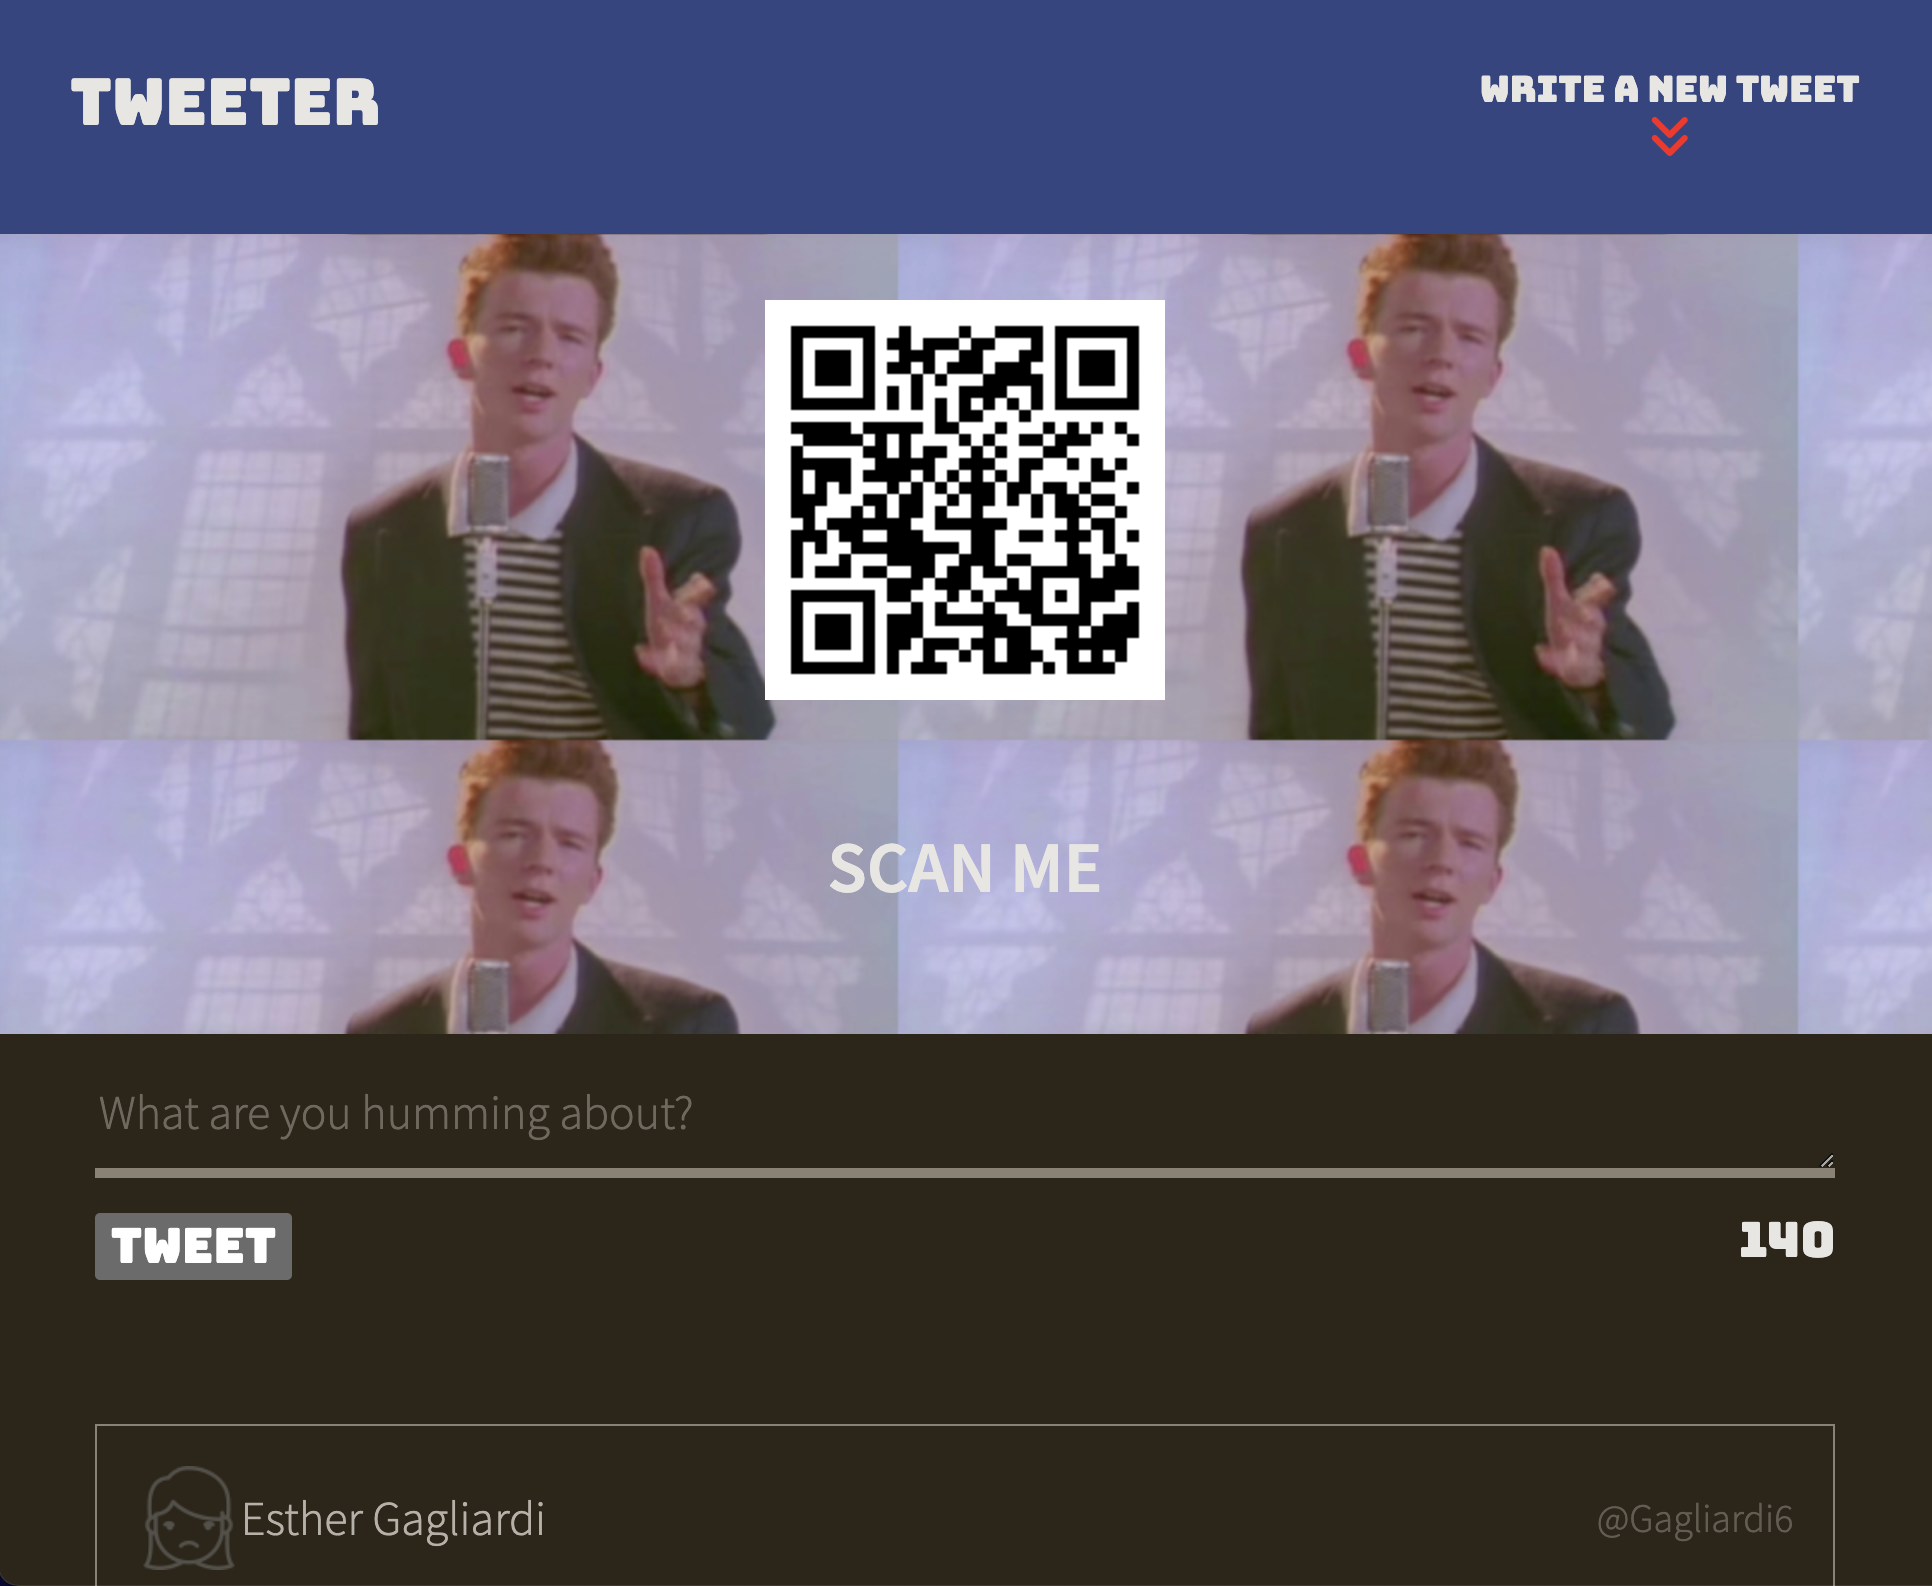 TWEETER
WRITE A NEW TWEET
SCAN ME
What are you humming about?
TWEET
140
Esther Gagliardi
@Gagliardi6